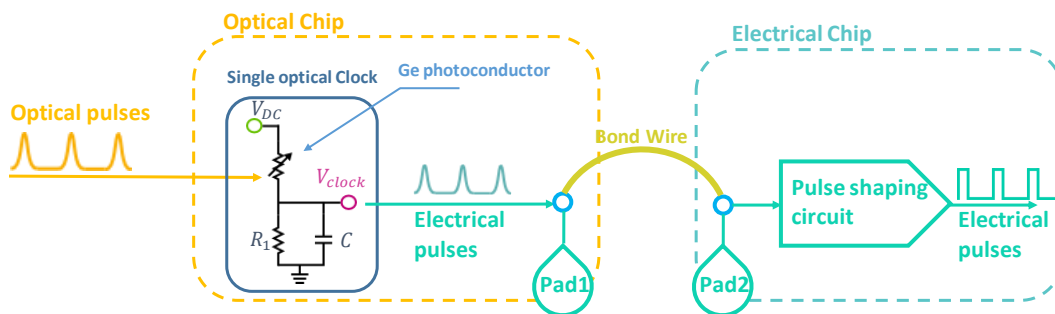 Optical Chip
Electrical Chip
Single optical Clock
Ge photoconductor
Optical pulses
V_DC
Bond Wire
V_clock
Pulse shaping
circuit
Electrical
pulses
R_1
C
Electrical
pulses
Pad1
Pad2